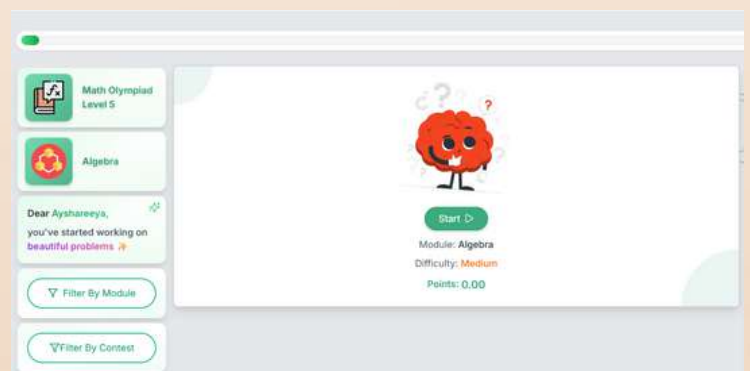 Math Olympiad
Level 5
Algebra
Dear Ayshareeya,
you've started working on
beautiful problems
Filter By Module
Filter By Contest
Start
Module: Algebra
Difficulty: Medium
Points: 0.00